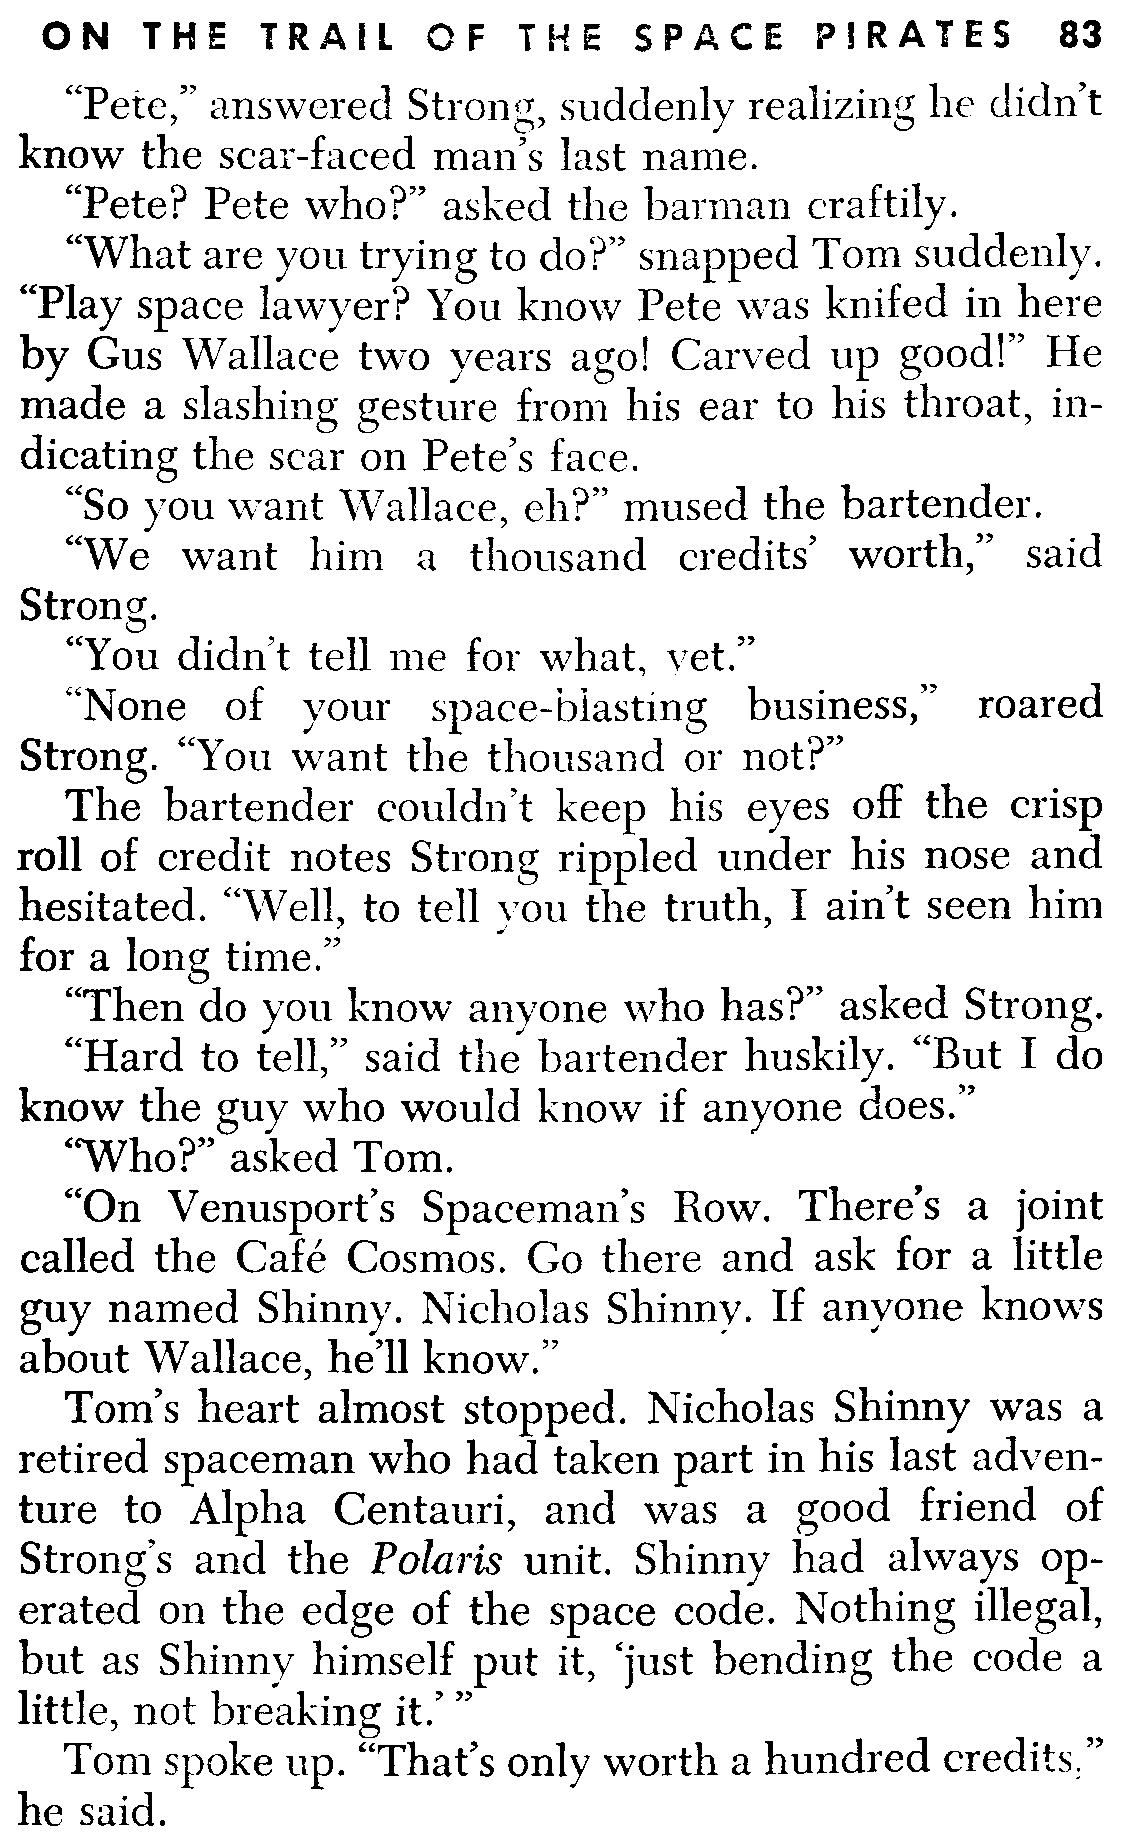 ON THE TRAIL OF THE SPACE PIRATES 83
“Pete,” answered Strong, suddenly realizing he didn’t
know the scar-faced man’s last name.
“Pete? Pete who?” asked the barman craftily.
“What are you trying to do?” snapped Tom suddenly.
“Play space lawyer? You know Pete was knifed in here
by Gus Wallace two years ago! Carved up good!” He
made a slashing gesture from his ear to his throat, in-
dicating the scar on Pete’s face.
“So you want Wallace, eh?” mused the bartender.
“We want him a thousand credits’ worth,” said
Strong.
“You didn’t tell me for what, yet.”
“None of your space-blasting business,” roared
Strong. “You want the thousand or not?”
The bartender couldn’t keep his eyes off the crisp
roll of credit notes Strong rippled under his nose and
hesitated. “Well, to tell you the truth, I ain’t seen him
for a long time.”
“Then do you know anyone who has?” asked Strong.
“Hard to tell,” said the bartender huskily. “But I do
know the guy who would know if anyone does.”
“Who?” asked Tom.
“On Venusport’s Spaceman’s Row. There’s a joint
called the Café Cosmos. Go there and ask for a little
guy named Shinny. Nicholas Shinny. If anyone knows
about Wallace, he’ll know.”
Tom’s heart almost stopped. Nicholas Shinny was a
retired spaceman who had taken part in his last adven-
ture to Alpha Centauri, and was a good friend of
Strong’s and the Polaris unit. Shinny had always op-
erated on the edge of the space code. Nothing illegal,
but as Shinny himself put it, ‘just bending the code a
little, not breaking it.’ ”
Tom spoke up. “That’s only worth a hundred credits,”
he said.